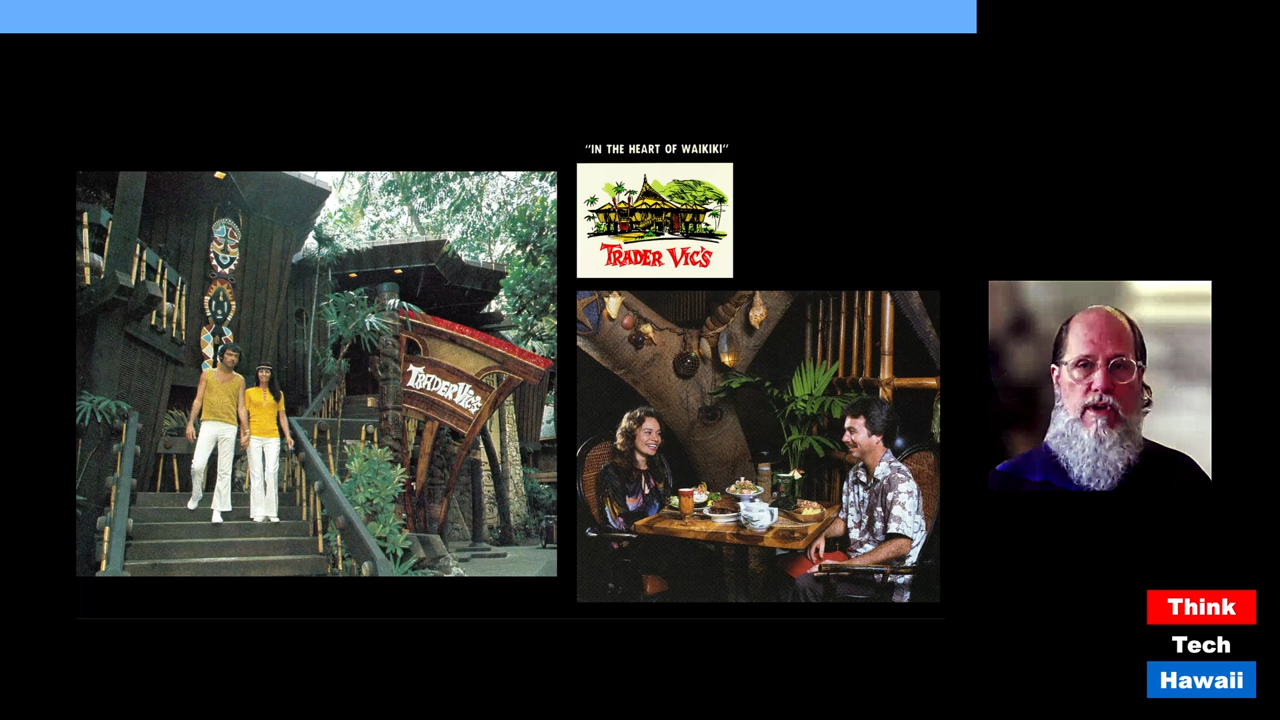 "IN THE HEART OF WAIKIKI"
TRADER VIC'S
TRADER VIC'S
Think
Tech
Hawaii